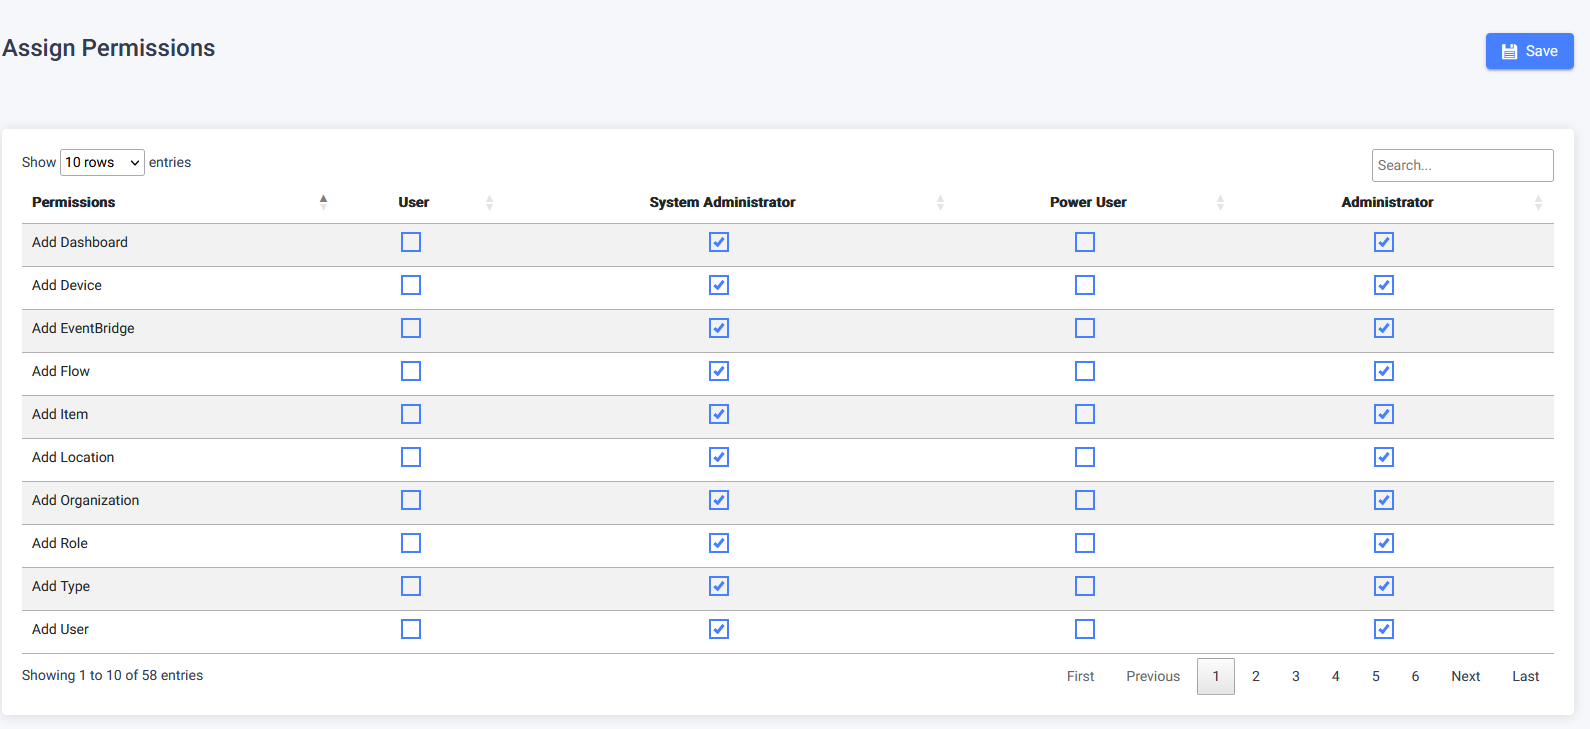 Assign Permissions
Save
Show 10 rows entries
Search...
Permissions User System Administrator Power User Administrator
Add Dashboard
Add Device
Add EventBridge
Add Flow
Add Item
Add Location
Add Organization
Add Role
Add Type
Add User
Showing 1 to 10 of 58 entries
First Previous 1 2 3 4 5 6 Next Last